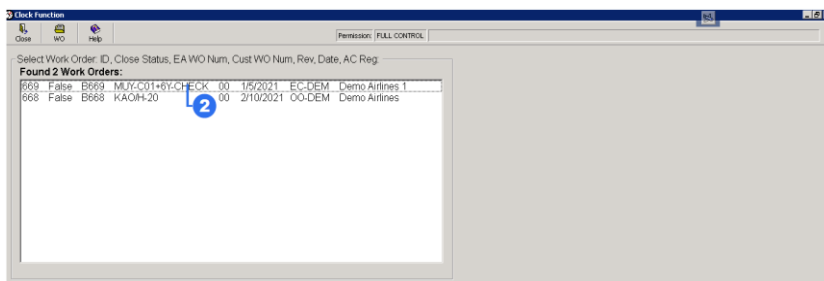 Clock Function
Close WO Help Permission: FULL CONTROL
Select Work Order: ID, Close Status, EA WO Num, Cust WO Num, Rev, Date, AC Reg:
Found 2 Work Orders:
669 False B669 MUY-C01+6Y-CHECK 00 1/5/2021 EC-DEM Demo Airlines 1
668 False B668 KAO/H-20 00 2/10/2021 OO-DEM Demo Airlines
2